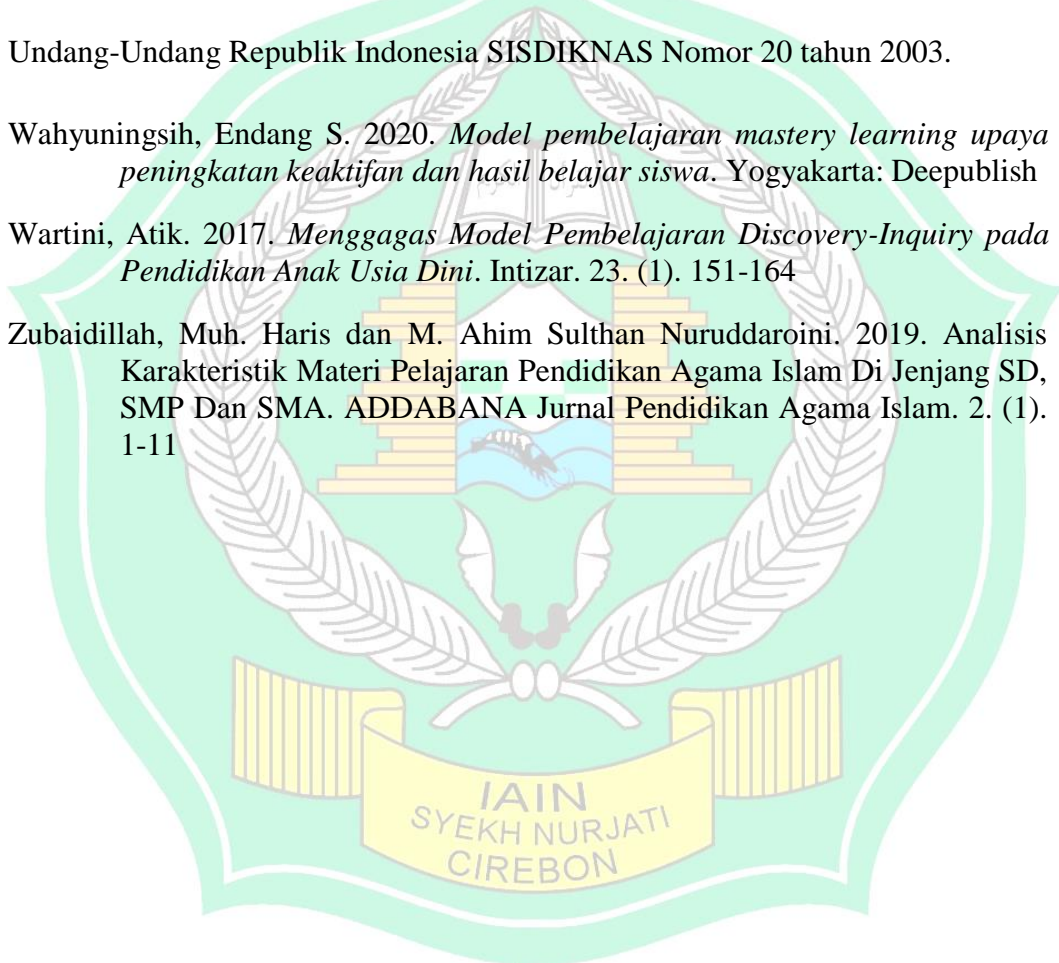 Undang-Undang Republik Indonesia SISDIKNAS Nomor 20 tahun 2003.
Wahyuningsih, Endang S. 2020. Model pembelajaran mastery learning upaya
peningkatan keaktifan dan hasil belajar siswa. Yogyakarta: Deepublish
Wartini, Atik. 2017. Menggagas Model Pembelajaran Discovery-Inquiry pada
Pendidikan Anak Usia Dini. Intizar. 23. (1). 151-164
Zubaidillah, Muh. Haris dan M. Ahim Sulthan Nuruddaroini. 2019. Analisis
Karakteristik Materi Pelajaran Pendidikan Agama Islam Di Jenjang SD,
SMP Dan SMA. ADDABANA Jurnal Pendidikan Agama Islam. 2. (1).
1-11
IAIN
SYEKH NURJATI
CIREBON